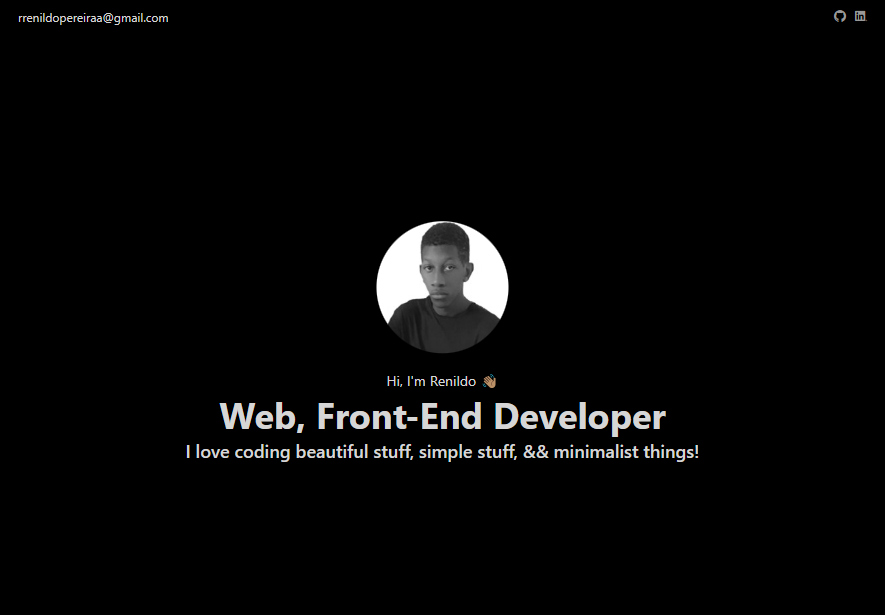 rrenildopereiraa@gmail.com
Hi, I'm Renildo 👋🏽
Web, Front-End Developer
I love coding beautiful stuff, simple stuff, && minimalist things!